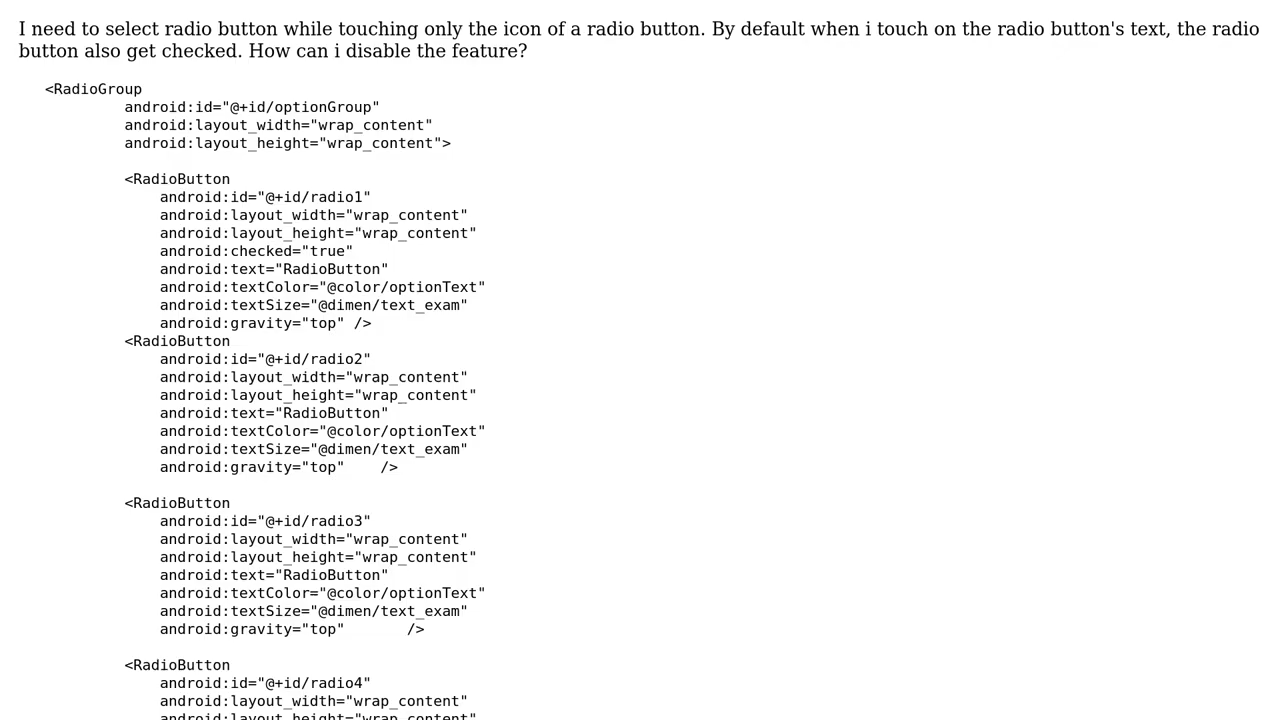 I need to select radio button while touching only the icon of a radio button. By default when i touch on the radio button's text, the radio
button also get checked. How can i disable the feature?
<RadioGroup
android:id="@+id/optionGroup"
android:layout_width="wrap_content"
android:layout_height="wrap_content">
<RadioButton
android:id="@+id/radio1"
android:layout_width="wrap_content"
android:layout_height="wrap_content"
android:checked="true"
android:text="RadioButton"
android:textColor="@color/optionText"
android:textSize="@dimen/text_exam"
android:gravity="top" />
<RadioButton
android:id="@+id/radio2"
android:layout_width="wrap_content"
android:layout_height="wrap_content"
android:text="RadioButton"
android:textColor="@color/optionText"
android:textSize="@dimen/text_exam"
android:gravity="top"    />
<RadioButton
android:id="@+id/radio3"
android:layout_width="wrap_content"
android:layout_height="wrap_content"
android:text="RadioButton"
android:textColor="@color/optionText"
android:textSize="@dimen/text_exam"
android:gravity="top"       />
<RadioButton
android:id="@+id/radio4"
android:layout_width="wrap_content"
android:layout_height="wrap_content"